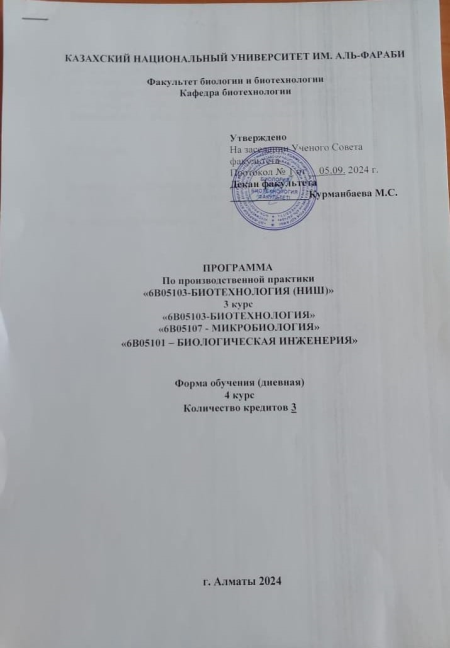 КАЗАХСКИЙ НАЦИОНАЛЬНЫЙ УНИВЕРСИТЕТ ИМ. АЛЬ-ФАРАБИ
Факультет биологии и биотехнологии
Кафедра биотехнологии
Утверждено
На заседании Ученого Совета
факультета
Протокол № 1 от 05.09. 2024 г.
Декан факультета
Курманбаева М.С.
ПРОГРАММА
По производственной практики
«6В05103-БИОТЕХНОЛОГИЯ (НИШ)»
3 курс
«6В05103-БИОТЕХНОЛОГИЯ»
«6В05107 - МИКРОБИОЛОГИЯ»
«6В05101 – БИОЛОГИЧЕСКАЯ ИНЖЕНЕРИЯ»
Форма обучения (дневная)
4 курс
Количество кредитов 3
г. Алматы 2024